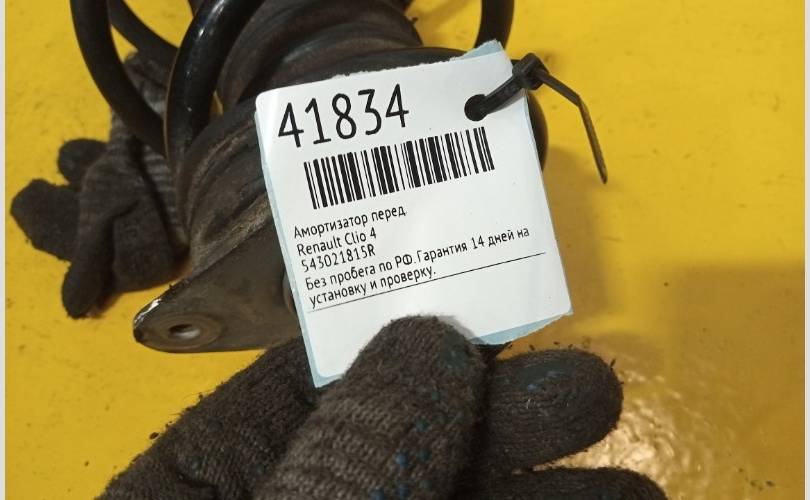 41834
Амортизатор перед.
Renault Clio 4
543021815R
Без пробега по РФ.Гарантия 14 дней на
установку и проверку.